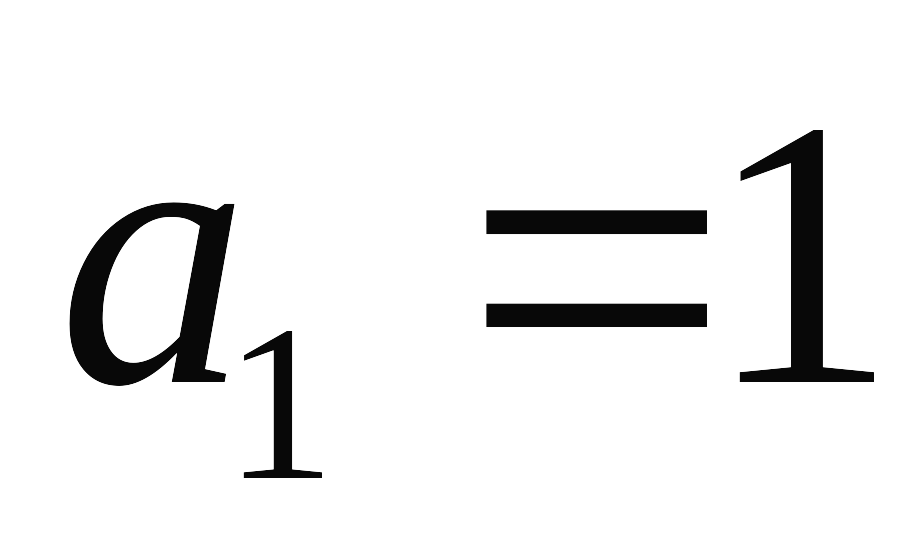 a₁ =1